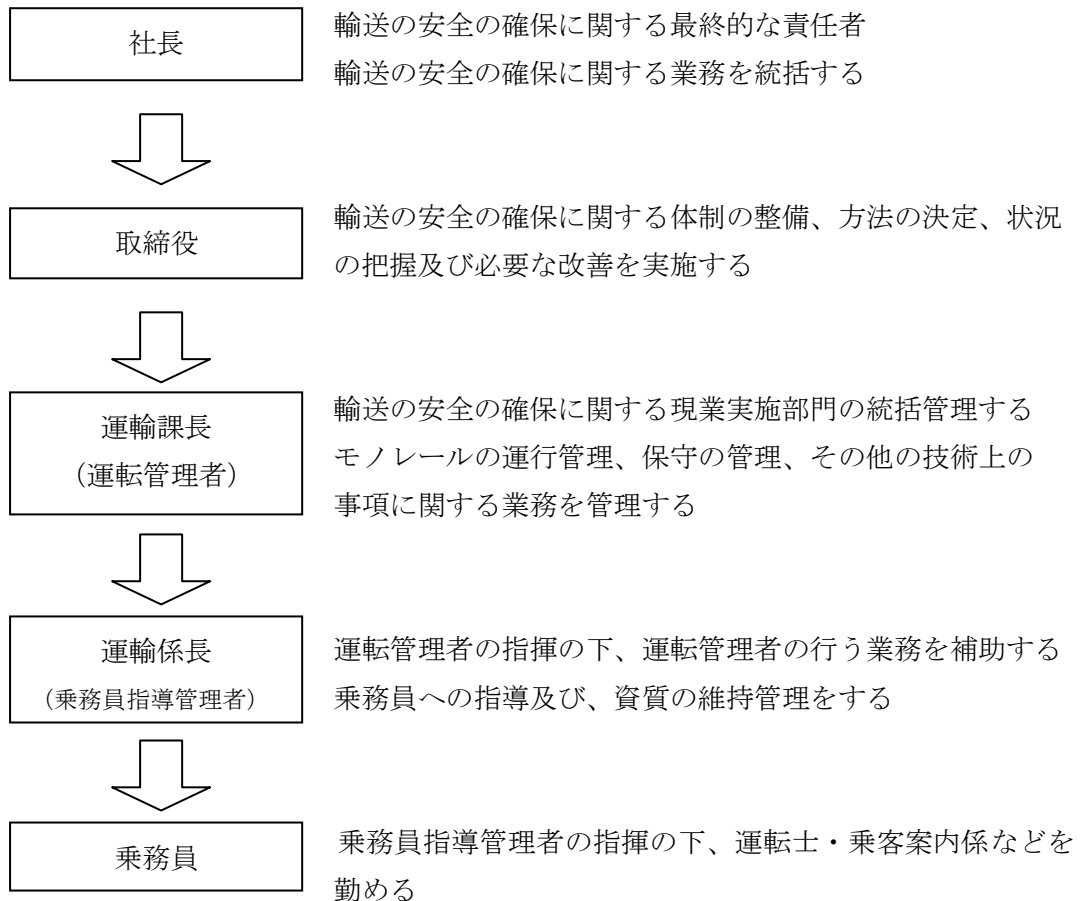 社長
輸送の安全の確保に関する最終的な責任者
輸送の安全の確保に関する業務を統括する
取締役
輸送の安全の確保に関する体制の整備、方法の決定、状況
の把握及び必要な改善を実施する
運輸課長
（運転管理者）
輸送の安全の確保に関する現業実施部門の統括管理する
モノレールの運行管理、保守の管理、その他の技術上の
事項に関する業務を管理する
運輸係長
（乗務員指導管理者）
運転管理者の指揮の下、運転管理者の行う業務を補助する
乗務員への指導及び、資質の維持管理をする
乗務員
乗務員指導管理者の指揮の下、運転士・乗客案内係などを
勤める